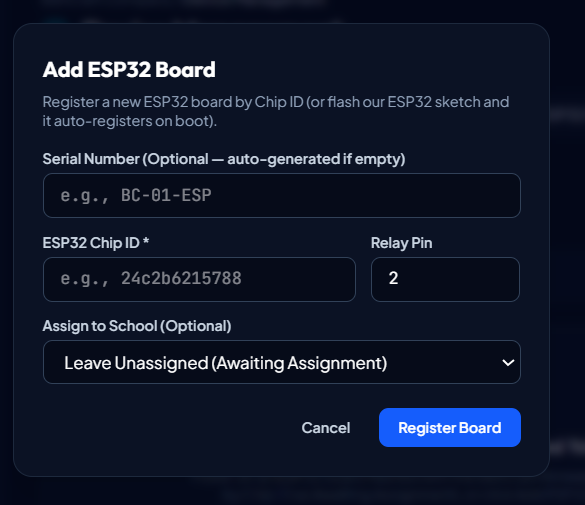 Add ESP32 Board
Register a new ESP32 board by Chip ID (or flash our ESP32 sketch and
it auto-registers on boot).
Serial Number (Optional — auto-generated if empty)
e.g., BC-01-ESP
ESP32 Chip ID *
Relay Pin
e.g., 24c2b6215788
2
Assign to School (Optional)
Leave Unassigned (Awaiting Assignment)
Cancel
Register Board